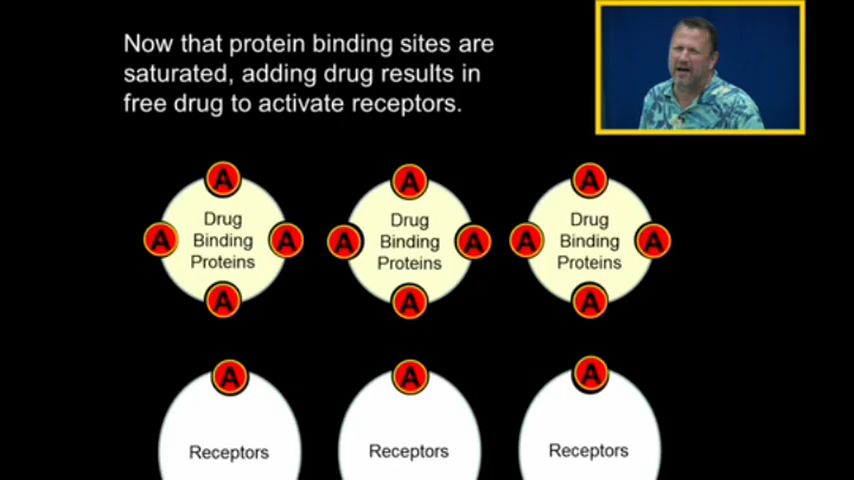 Now that protein binding sites are
saturated, adding drug results in
free drug to activate receptors.
A A A
Drug Drug Drug
A Binding A A Binding A A Binding A
Proteins Proteins Proteins
A A A
A A A
Receptors Receptors Receptors